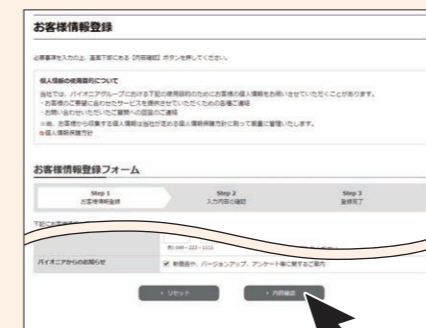 お客様情報登録
必要事項を入力の上、画面下部にある【内容確認】ボタンを押してください。
個人情報の使用目的について
当社では、パイオニアグループにおける下記の使用目的のためにお客様の個人情報をお伺いさせていただくことがあります。
・お客様のご要望に合わせたサービスを提供させていただくための各種ご連絡
・お問い合わせいただいたご質問への回答のご連絡
※尚、お客様から収集する個人情報は当社が定める個人情報保護方針に則って厳重に管理いたします。
個人情報保護方針
お客様情報登録フォーム
Step 1 Step 2 Step 3
お客様情報登録 入力内容の確認 登録完了
パイオニアからのお知らせ
新商品や、バージョンアップ、アンケート等に関するご案内
リセット 内容確認